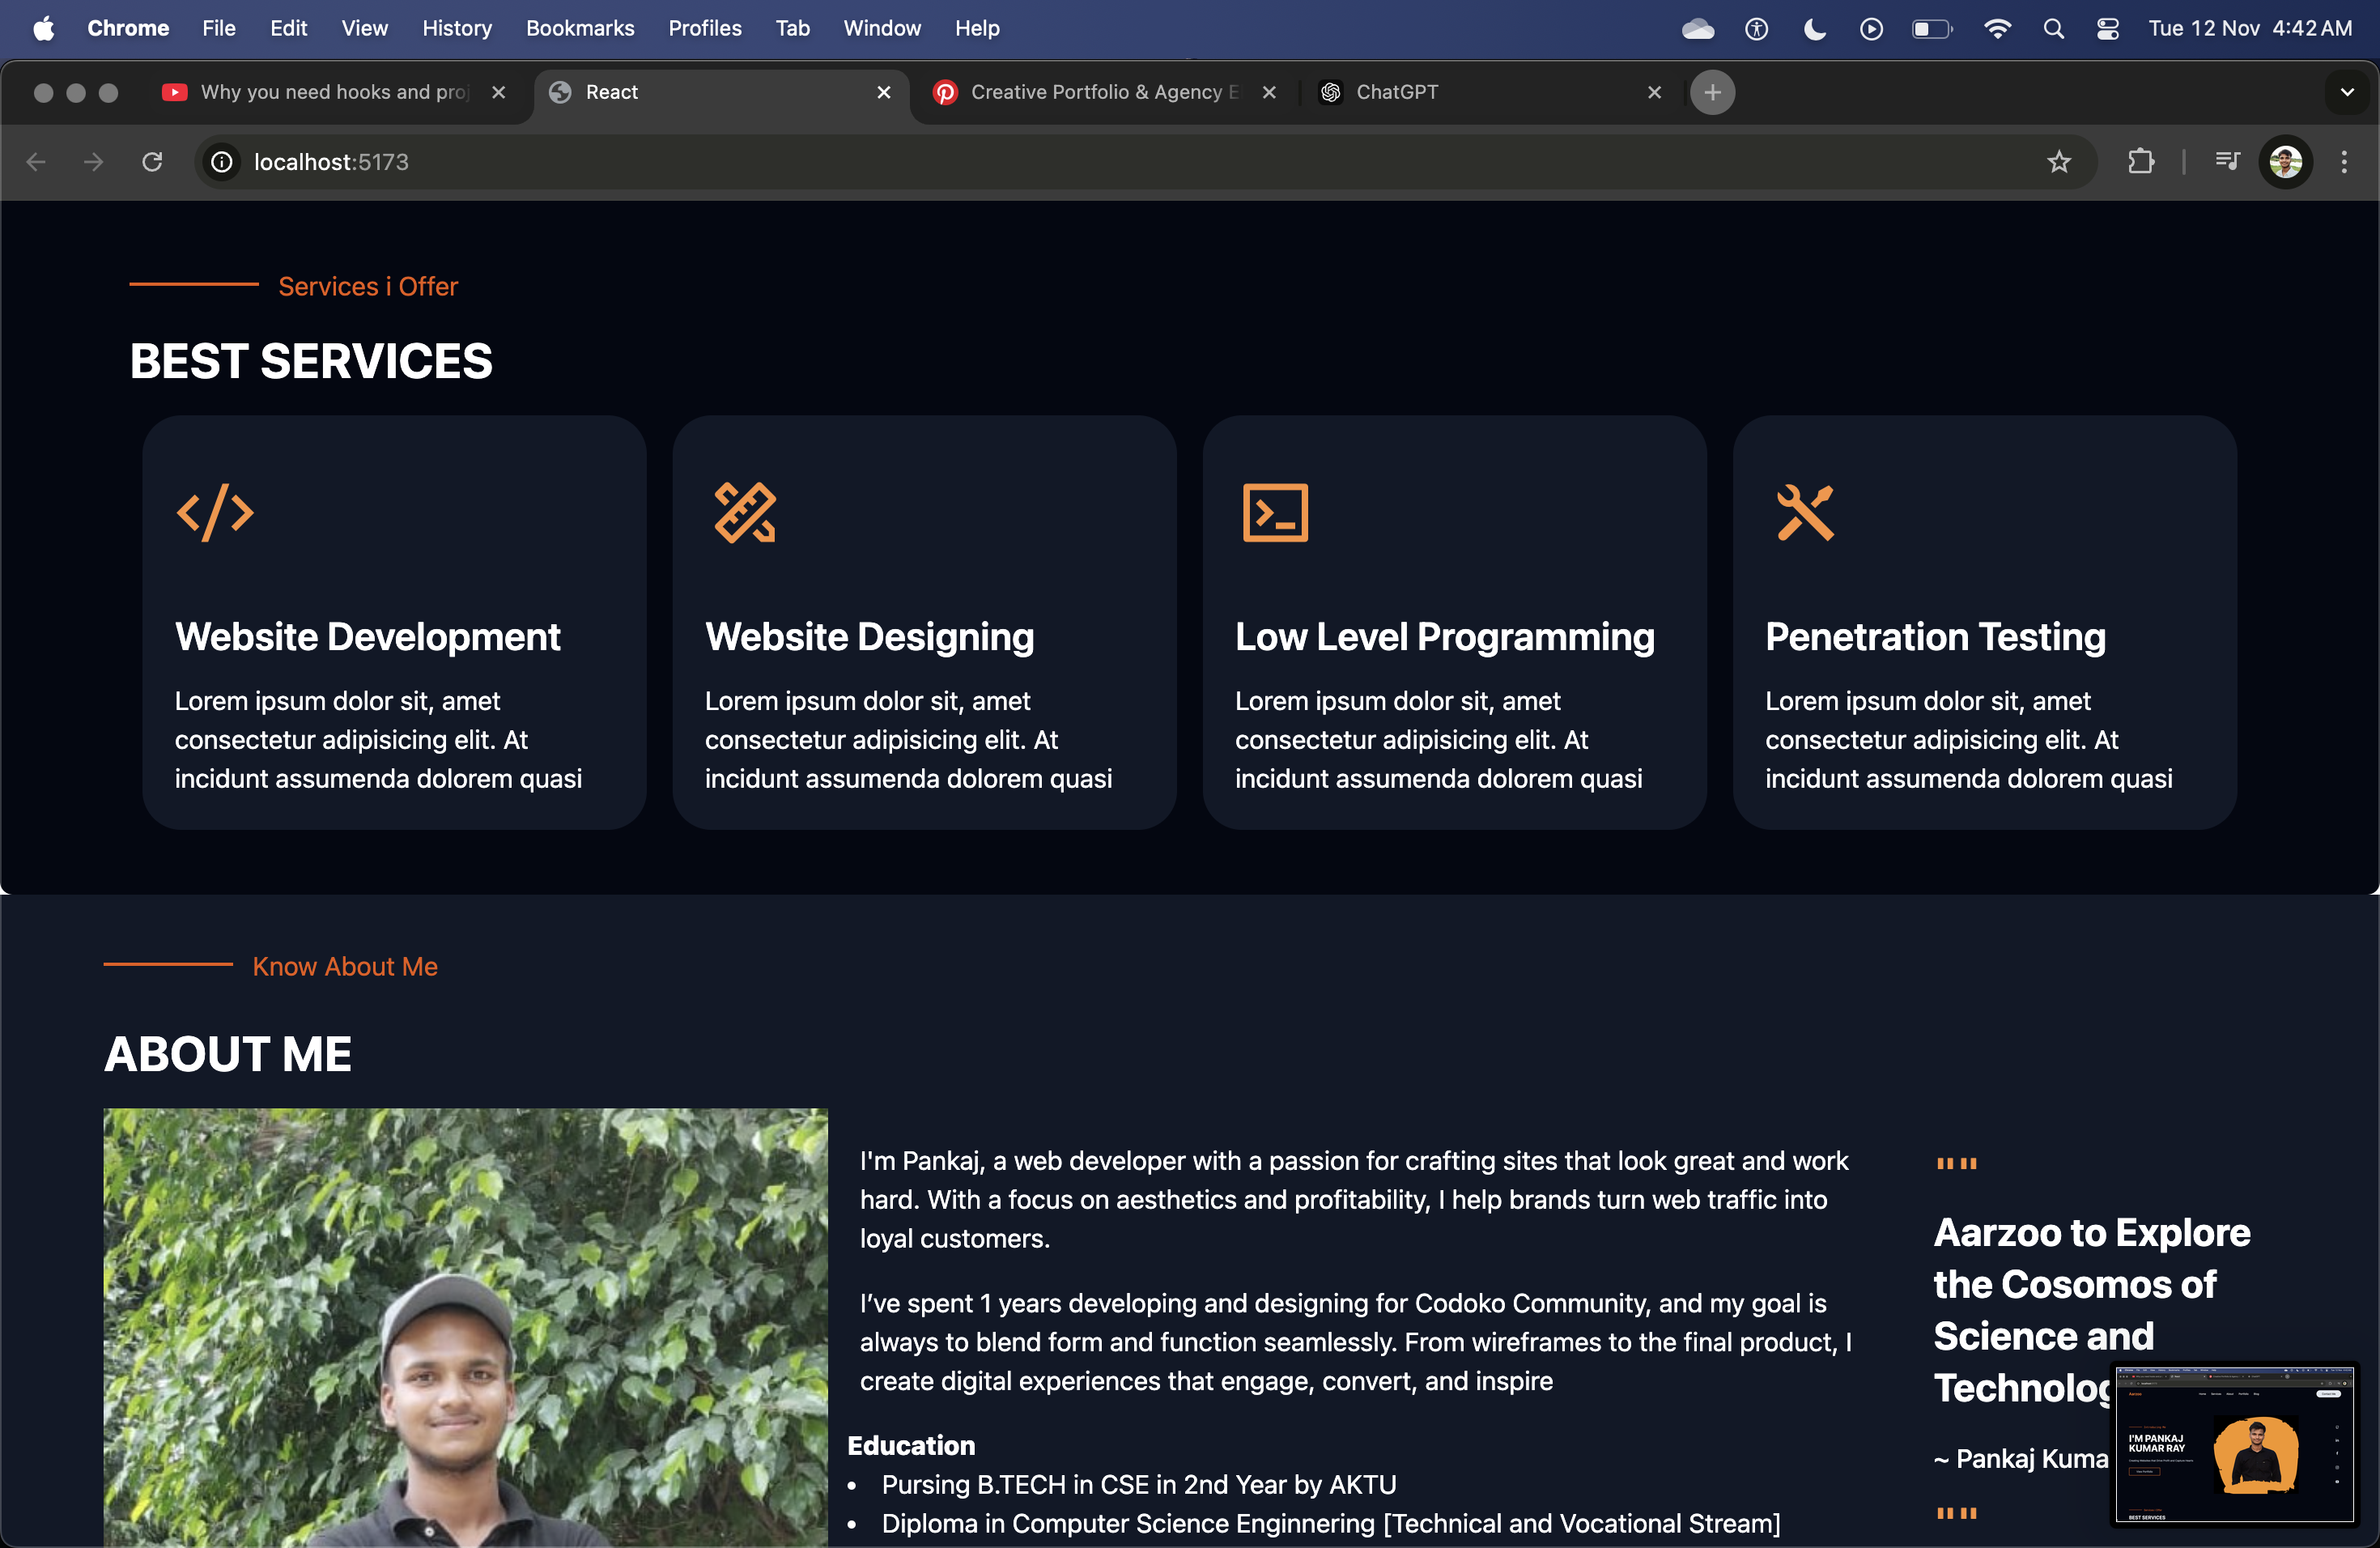 Chrome File Edit View History Bookmarks Profiles Tab Window Help Tue 12 Nov 4:42 AM
Why you need hooks and proj React Creative Portfolio & Agency E ChatGPT
localhost:5173
Services i Offer
BEST SERVICES
Website Development
Lorem ipsum dolor sit, amet
consectetur adipisicing elit. At
incidunt assumenda dolorem quasi
Website Designing
Lorem ipsum dolor sit, amet
consectetur adipisicing elit. At
incidunt assumenda dolorem quasi
Low Level Programming
Lorem ipsum dolor sit, amet
consectetur adipisicing elit. At
incidunt assumenda dolorem quasi
Penetration Testing
Lorem ipsum dolor sit, amet
consectetur adipisicing elit. At
incidunt assumenda dolorem quasi
Know About Me
ABOUT ME
I'm Pankaj, a web developer with a passion for crafting sites that look great and work
hard. With a focus on aesthetics and profitability, I help brands turn web traffic into
loyal customers.
I’ve spent 1 years developing and designing for Codoko Community, and my goal is
always to blend form and function seamlessly. From wireframes to the final product, I
create digital experiences that engage, convert, and inspire
Education
• Pursing B.TECH in CSE in 2nd Year by AKTU
• Diploma in Computer Science Enginnering [Technical and Vocational Stream]
""
Aarzoo to Explore
the Cosomos of
Science and
Technolog
~ Pankaj Kuma
""
I'M PANKAJ
KUMAR RAY
BEST SERVICES